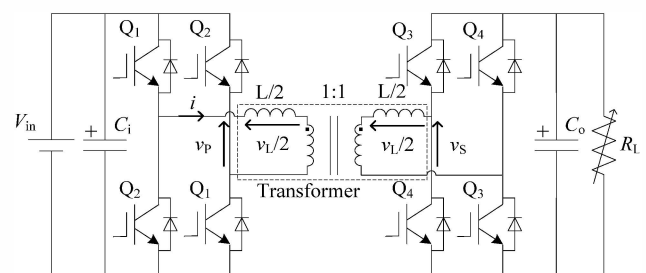 Q₁ Q₂ Q₃ Q₄
L/2 1:1 L/2
i
Vin + Ci vP vL/2 vL/2 vS + Co RL
Transformer
Q₂ Q₁ Q₄ Q₃